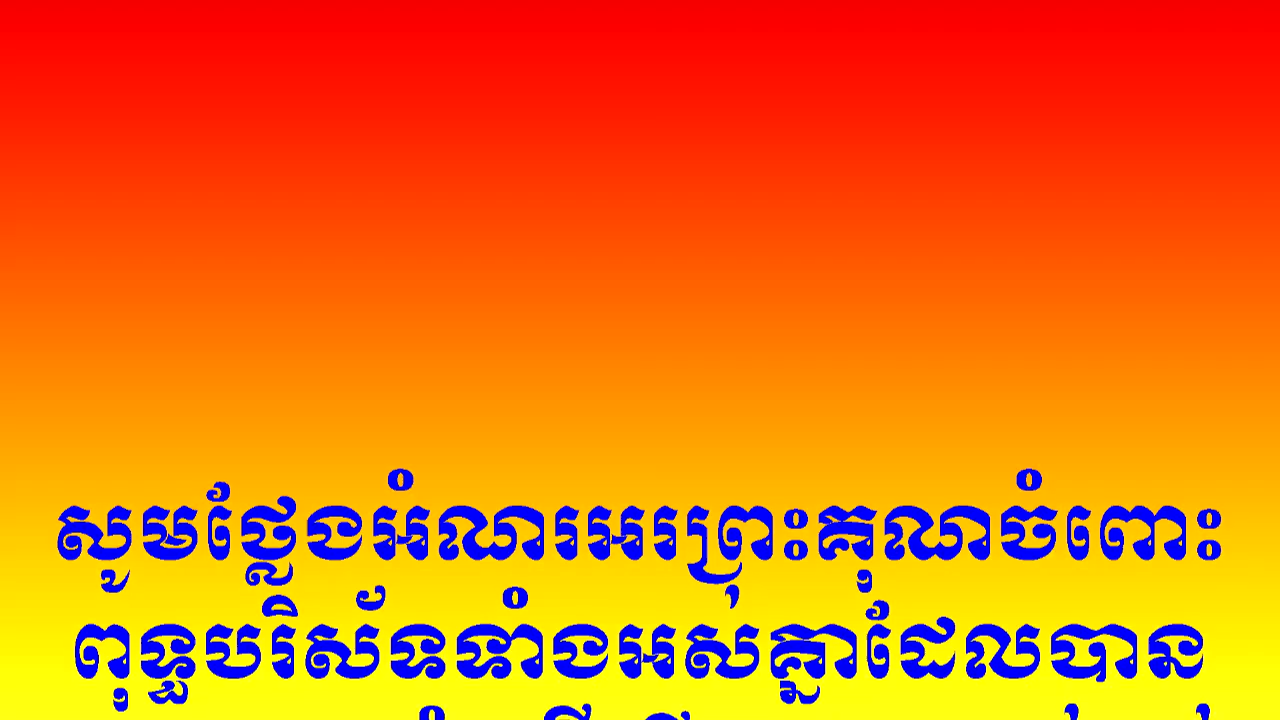 សូមថ្លែងអំណរអរព្រះគុណចំពោះ
ពុទ្ធបរិស័ទទាំងអស់គ្នាដែលបាន